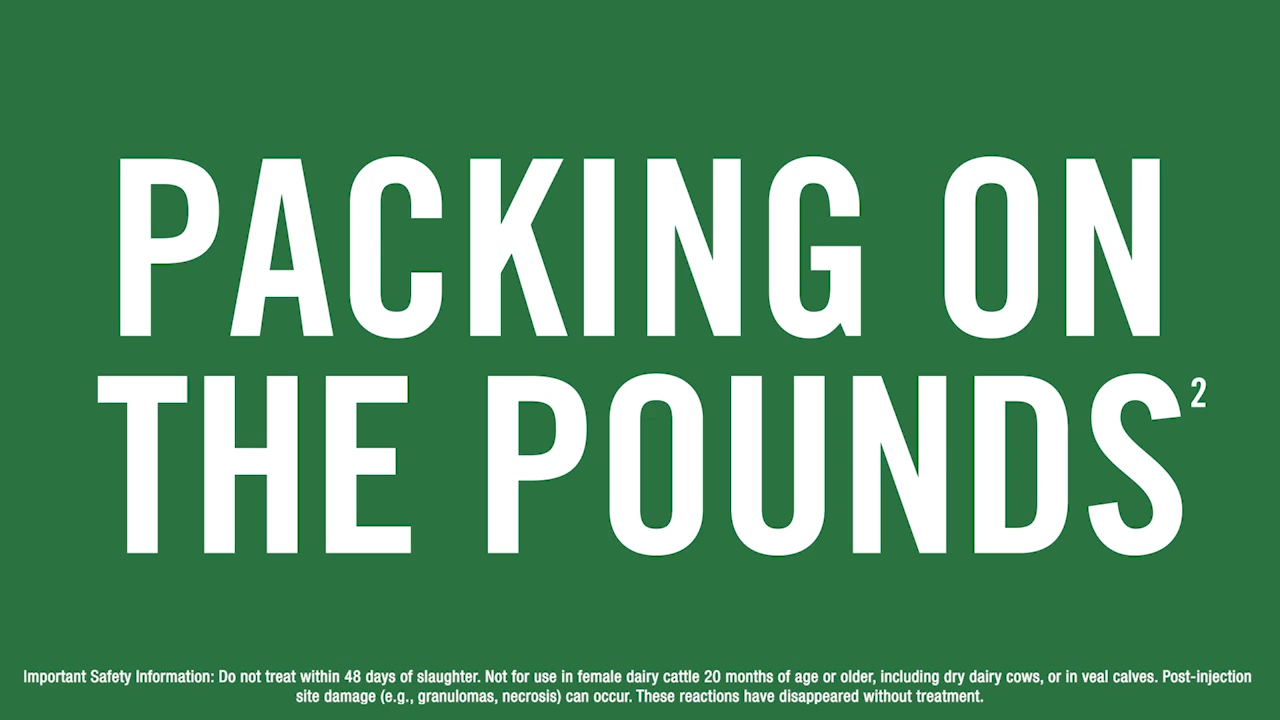 PACKING ON
THE POUNDS²
Important Safety Information: Do not treat within 48 days of slaughter. Not for use in female dairy cattle 20 months of age or older, including dry dairy cows, or in veal calves. Post-injection
site damage (e.g., granulomas, necrosis) can occur. These reactions have disappeared without treatment.